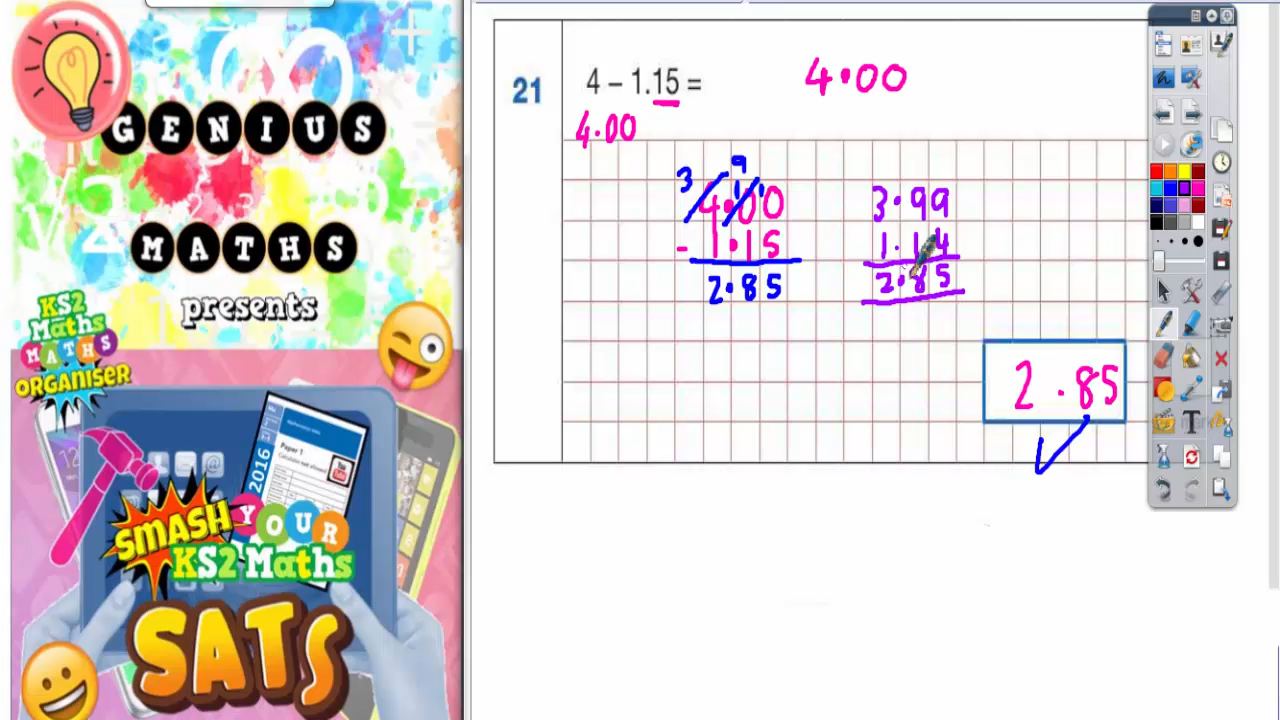 GENIUS
MATHS
presents
KS2
Maths
MATHS
ORGANISER
2016
Paper 1
SMASH YOUR
KS2 Maths
SATS
21
4 – 1.15 =
4.00
4.00
3 9 1 1
4.00
- 1.15
2.85
3.99
1.14
2.85
2.85